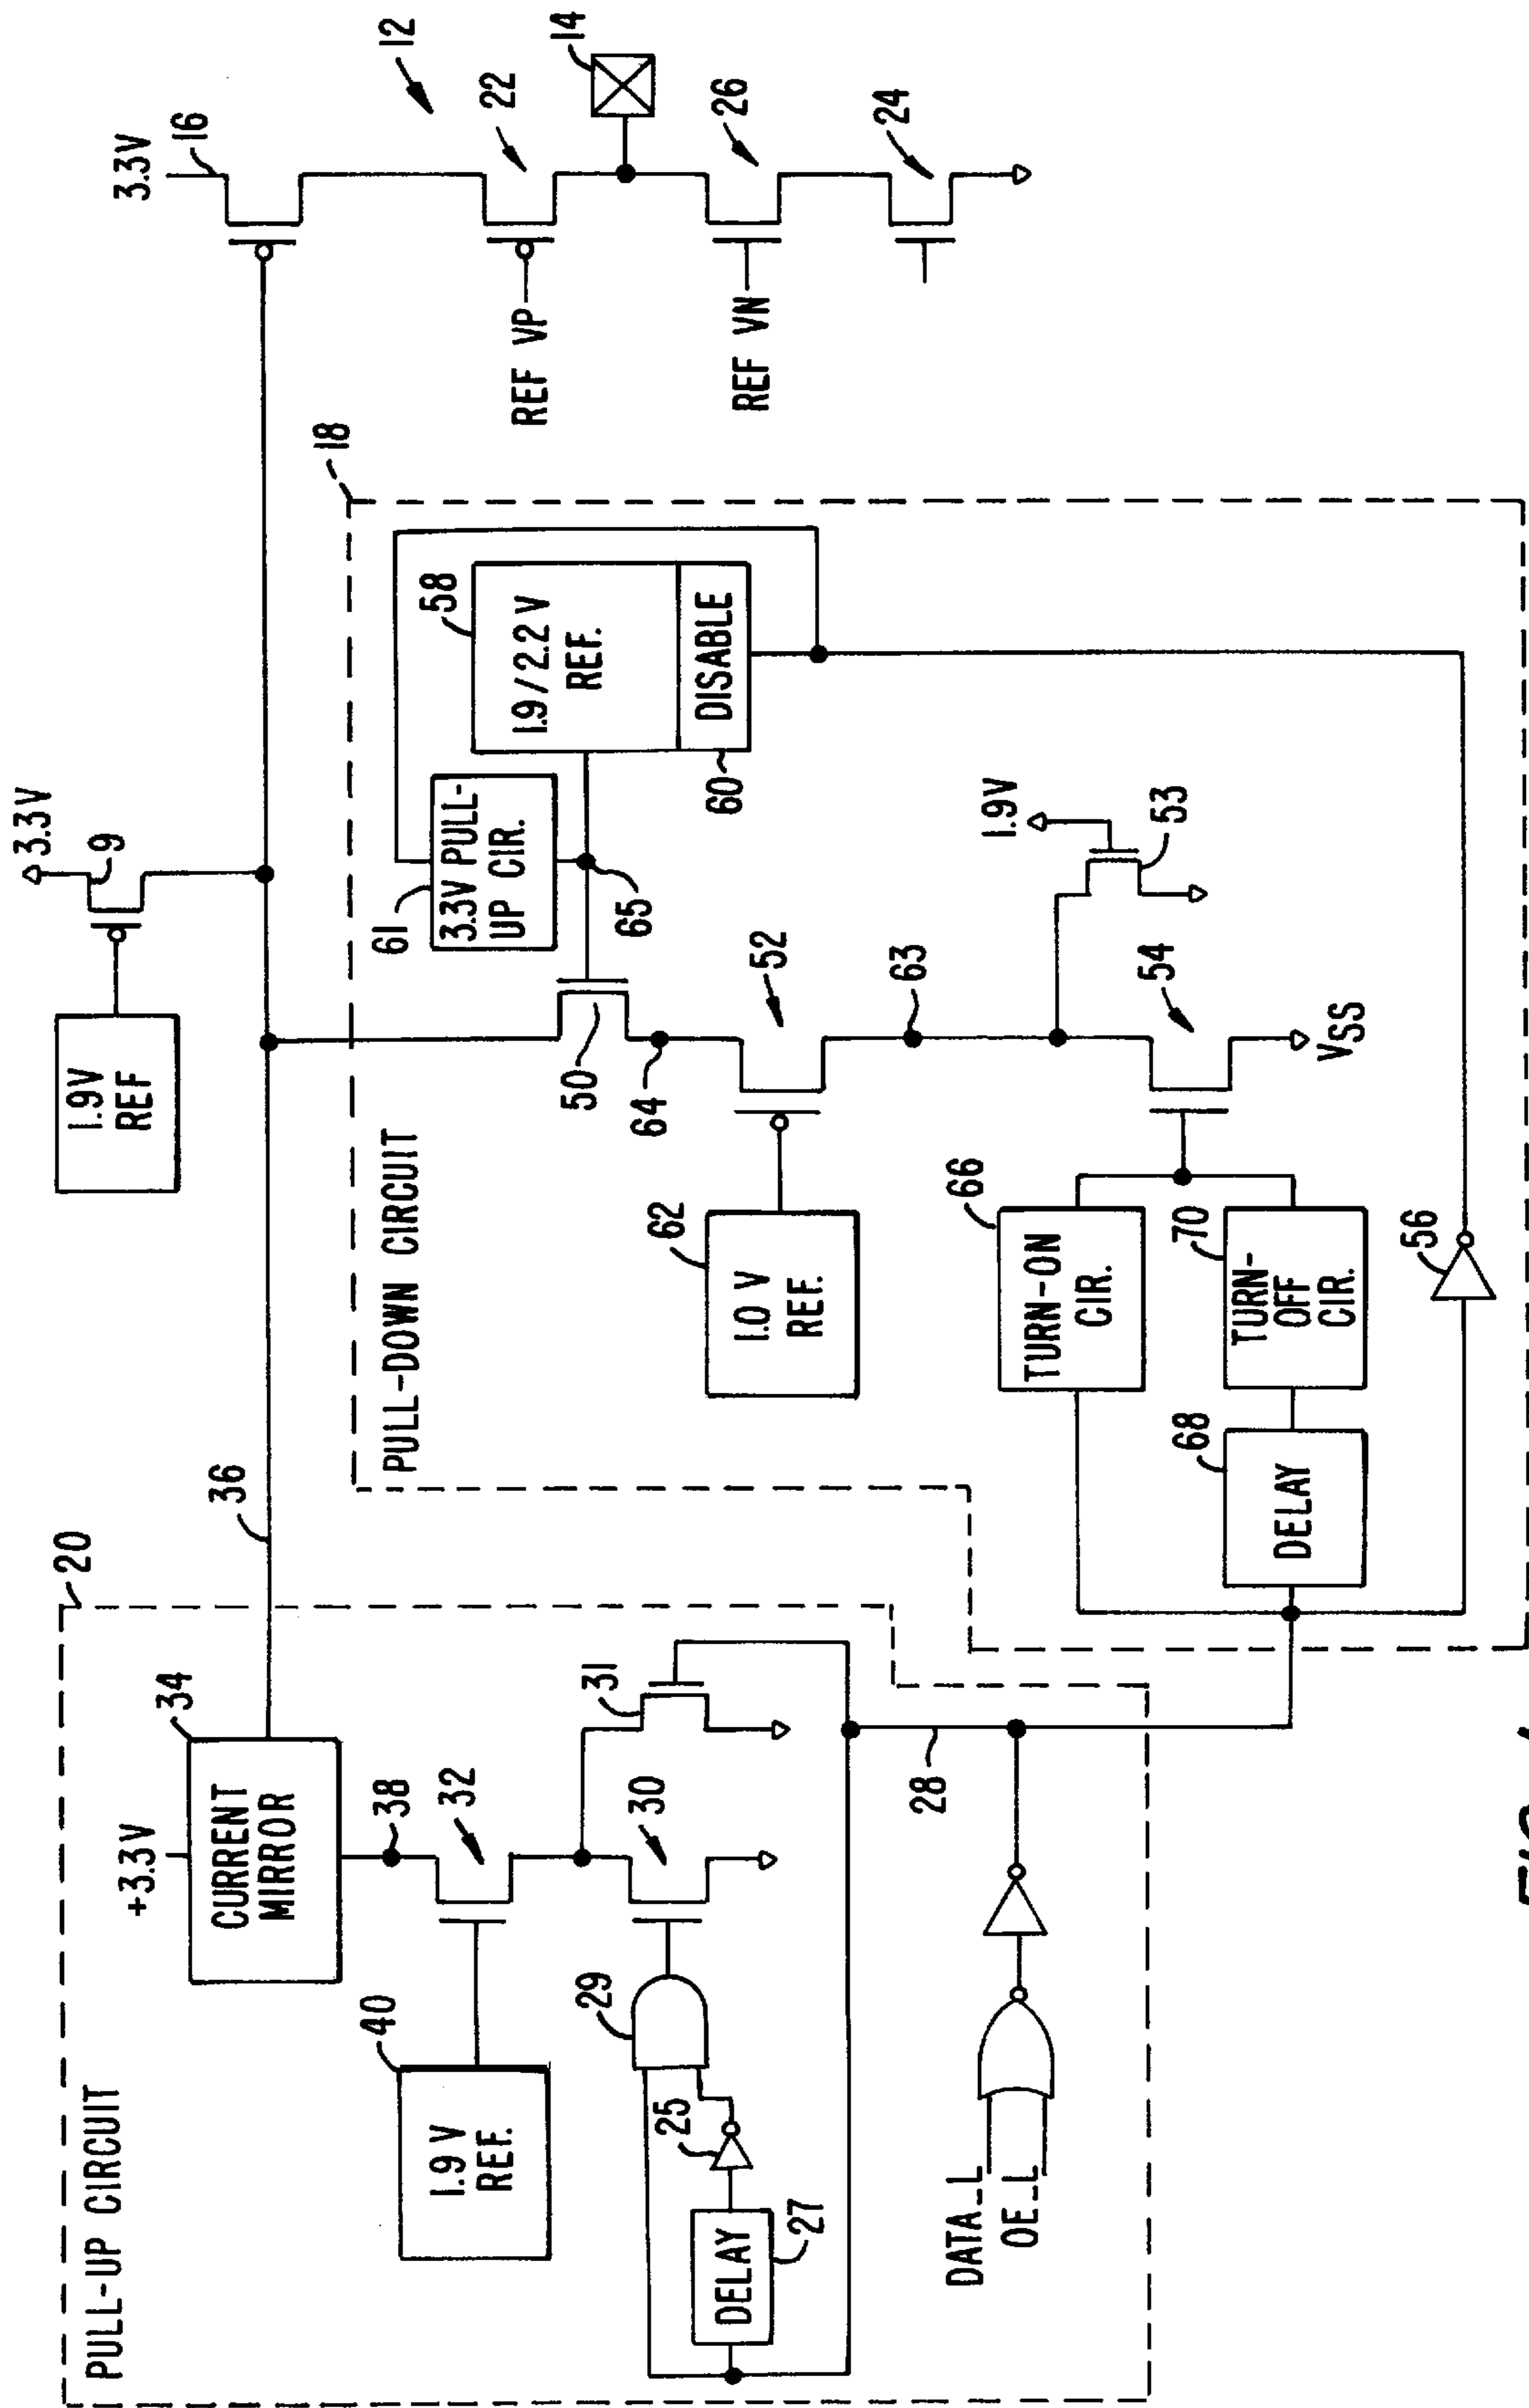 PULL-UP CIRCUIT
20
+3.3V
34
CURRENT
MIRROR
36
38
32
40
1.9 V
REF.
30
31
29
25
DELAY
27
28
DATA_L
OE_L
1.9V
REF
3.3V
9
3.3V
16
12
22
REF VP
14
26
REF VN
24
18
PULL-DOWN CIRCUIT
61
3.3V PULL-
UP CIR.
58
1.9/2.2 V
REF.
DISABLE
60
65
50
64
52
62
1.0 V
REF.
63
1.9V
53
54
VSS
66
TURN-ON
CIR.
70
TURN-
OFF
CIR.
68
DELAY
56